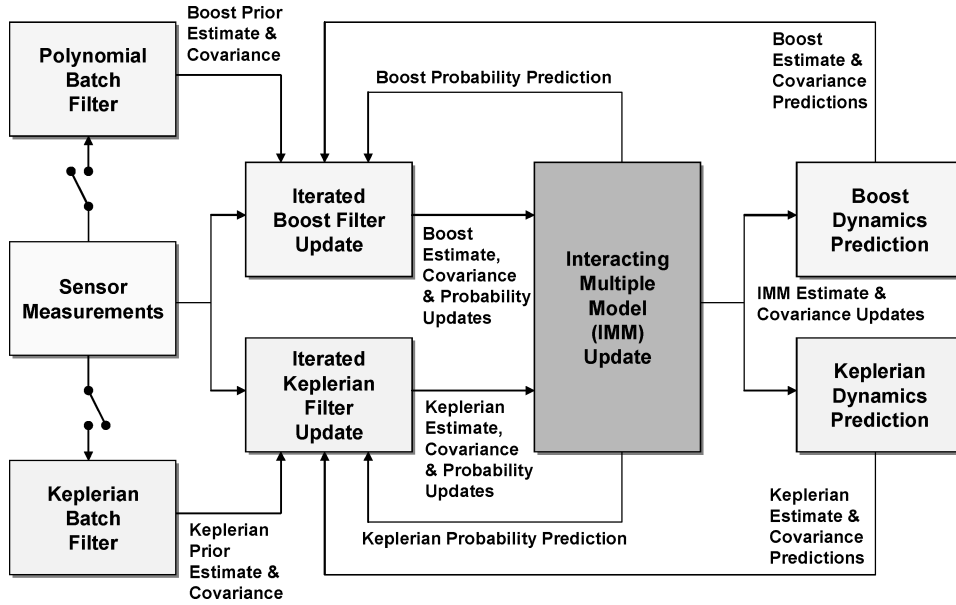 Boost Prior
Estimate &
Covariance
Polynomial
Batch
Filter
Boost Probability Prediction
Boost
Estimate &
Covariance
Predictions
Iterated
Boost Filter
Update
Boost
Estimate,
Covariance
& Probability
Updates
Interacting
Multiple
Model
(IMM)
Update
Boost
Dynamics
Prediction
Sensor
Measurements
IMM Estimate &
Covariance Updates
Iterated
Keplerian
Filter
Update
Keplerian
Estimate,
Covariance
& Probability
Updates
Keplerian
Dynamics
Prediction
Keplerian
Batch
Filter
Keplerian
Prior
Estimate &
Covariance
Keplerian Probability Prediction
Keplerian
Estimate &
Covariance
Predictions